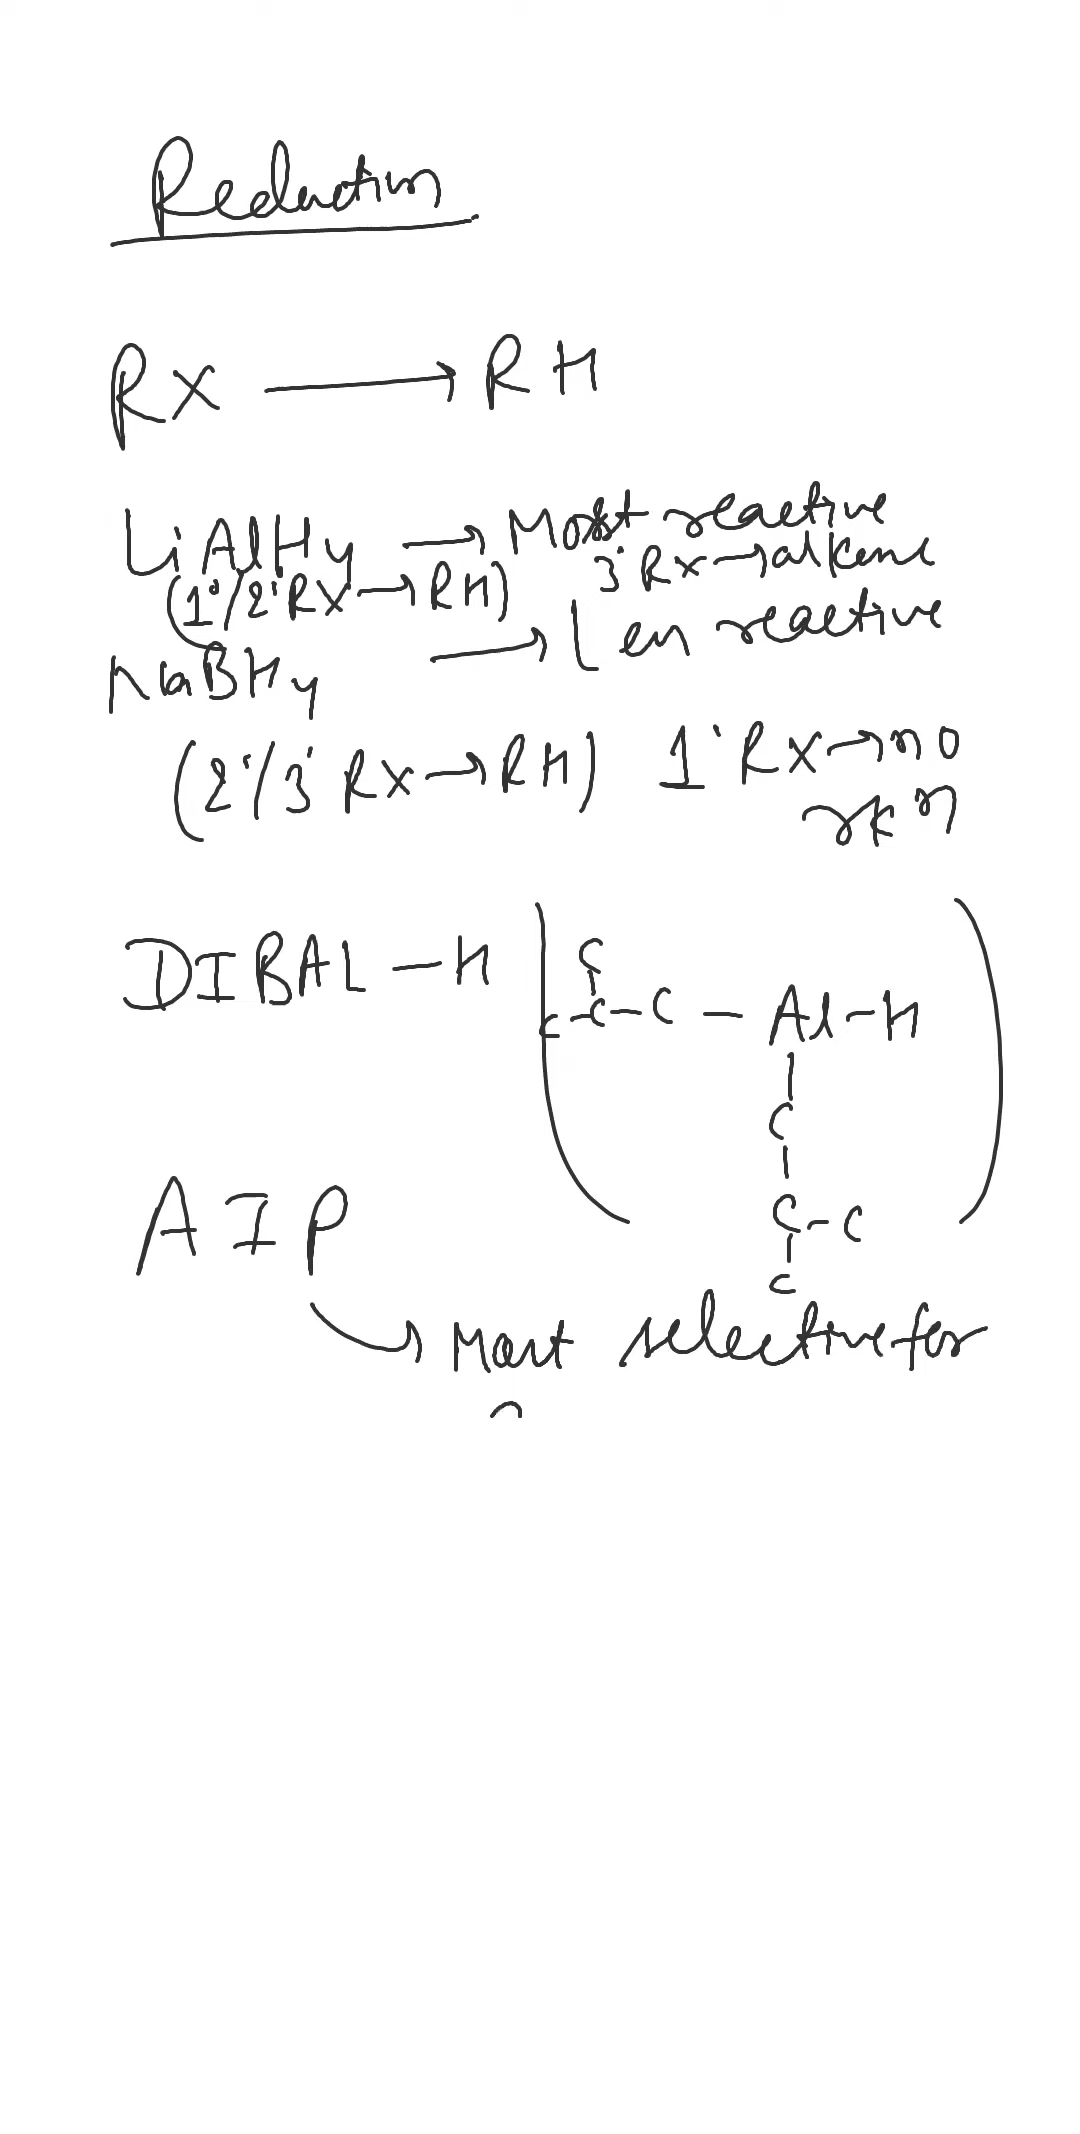 Reduction
RX → RH
LiAlH4 → Most reactive
(1°/2° RX → RH) 3° RX → alkene
NaBH4 → Less reactive
(2°/3° RX → RH) 1° RX → no
rxn
DIBAL - H
C
C - C - C - Al - H
C
C - C
C
AIP
→ Most selective for